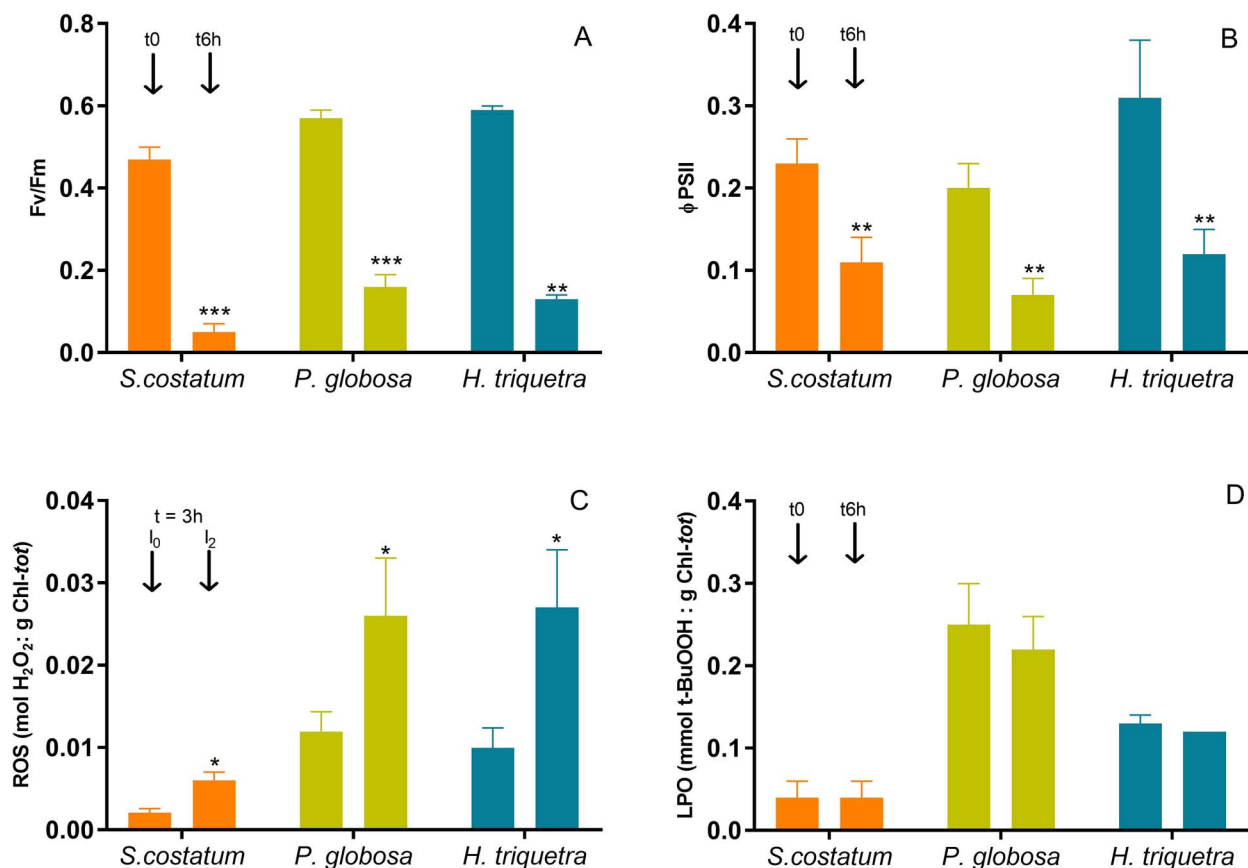 A
t0 t6h
Fv/Fm
0.8
0.6
0.4
0.2
0.0
***
***
**
S.costatum P. globosa H. triquetra
B
t0 t6h
ϕ PSII
0.4
0.3
0.2
0.1
0.0
**
**
**
S.costatum P. globosa H. triquetra
C
t = 3h
I₀ I₂
ROS (mol H₂O₂: g Chl-tot)
0.04
0.03
0.02
0.01
0.00
*
*
*
S.costatum P. globosa H. triquetra
D
t0 t6h
LPO (mmol t-BuOOH : g Chl-tot)
0.4
0.3
0.2
0.1
0.0
S.costatum P. globosa H. triquetra